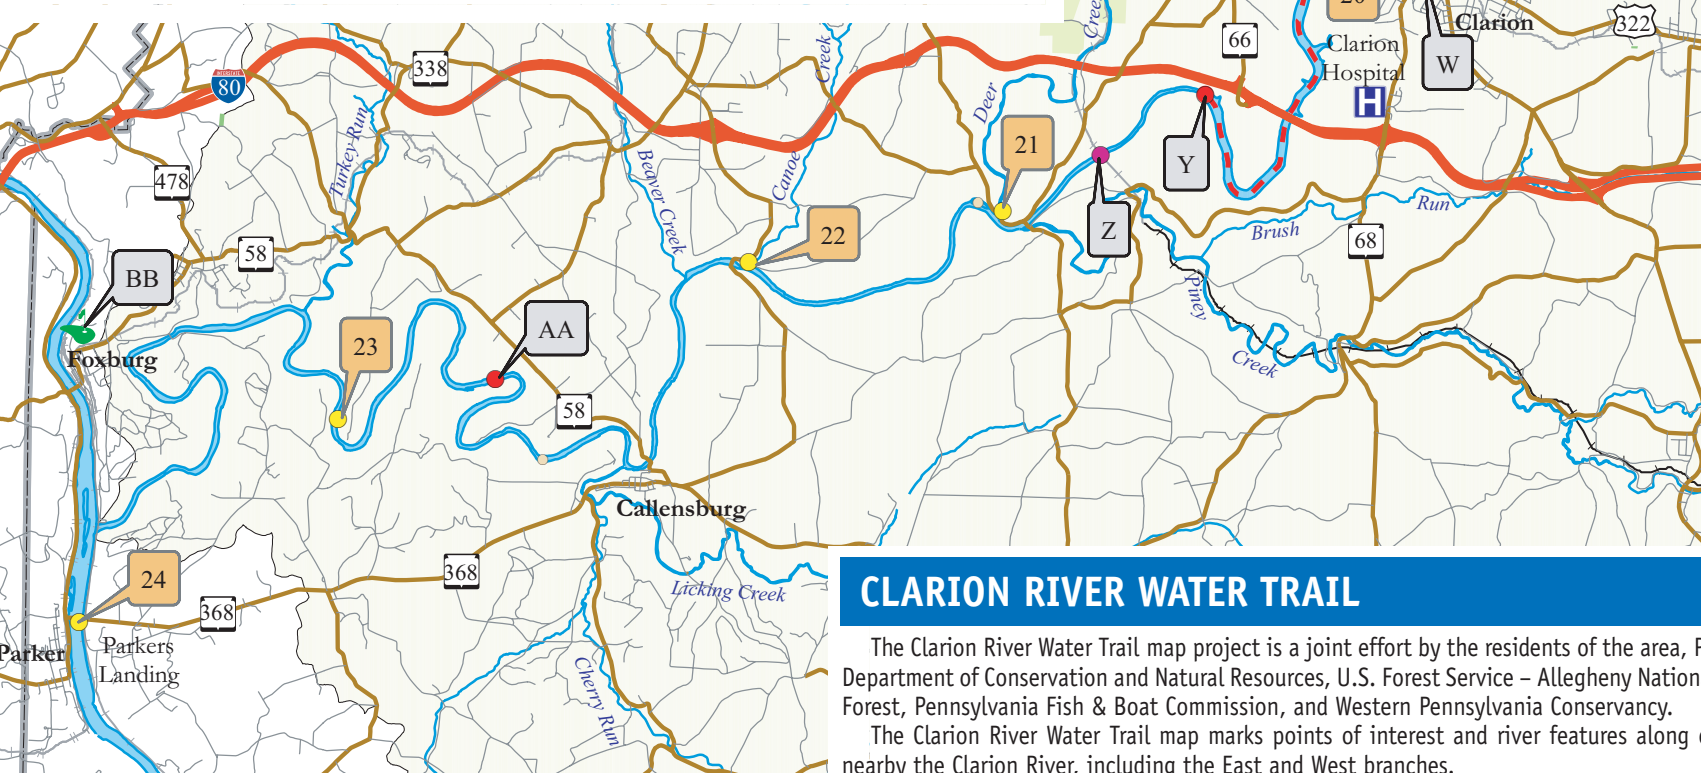 Clarion
322
20
66
Clarion
Hospital
H
W
Creek
Creek
338
INTERSTATE
80
Deer
21
Y
Turkey Run
Beaver Creek
Canoe
478
58
22
Z
Run
Brush
68
BB
Piney
Creek
Foxburg
23
AA
58
Callensburg
24
368
368
Licking Creek
Parker
Parkers
Landing
Cherry Run
CLARION RIVER WATER TRAIL
The Clarion River Water Trail map project is a joint effort by the residents of the area,
Department of Conservation and Natural Resources, U.S. Forest Service – Allegheny Nation
Forest, Pennsylvania Fish & Boat Commission, and Western Pennsylvania Conservancy.
The Clarion River Water Trail map marks points of interest and river features along
nearby the Clarion River, including the East and West branches.